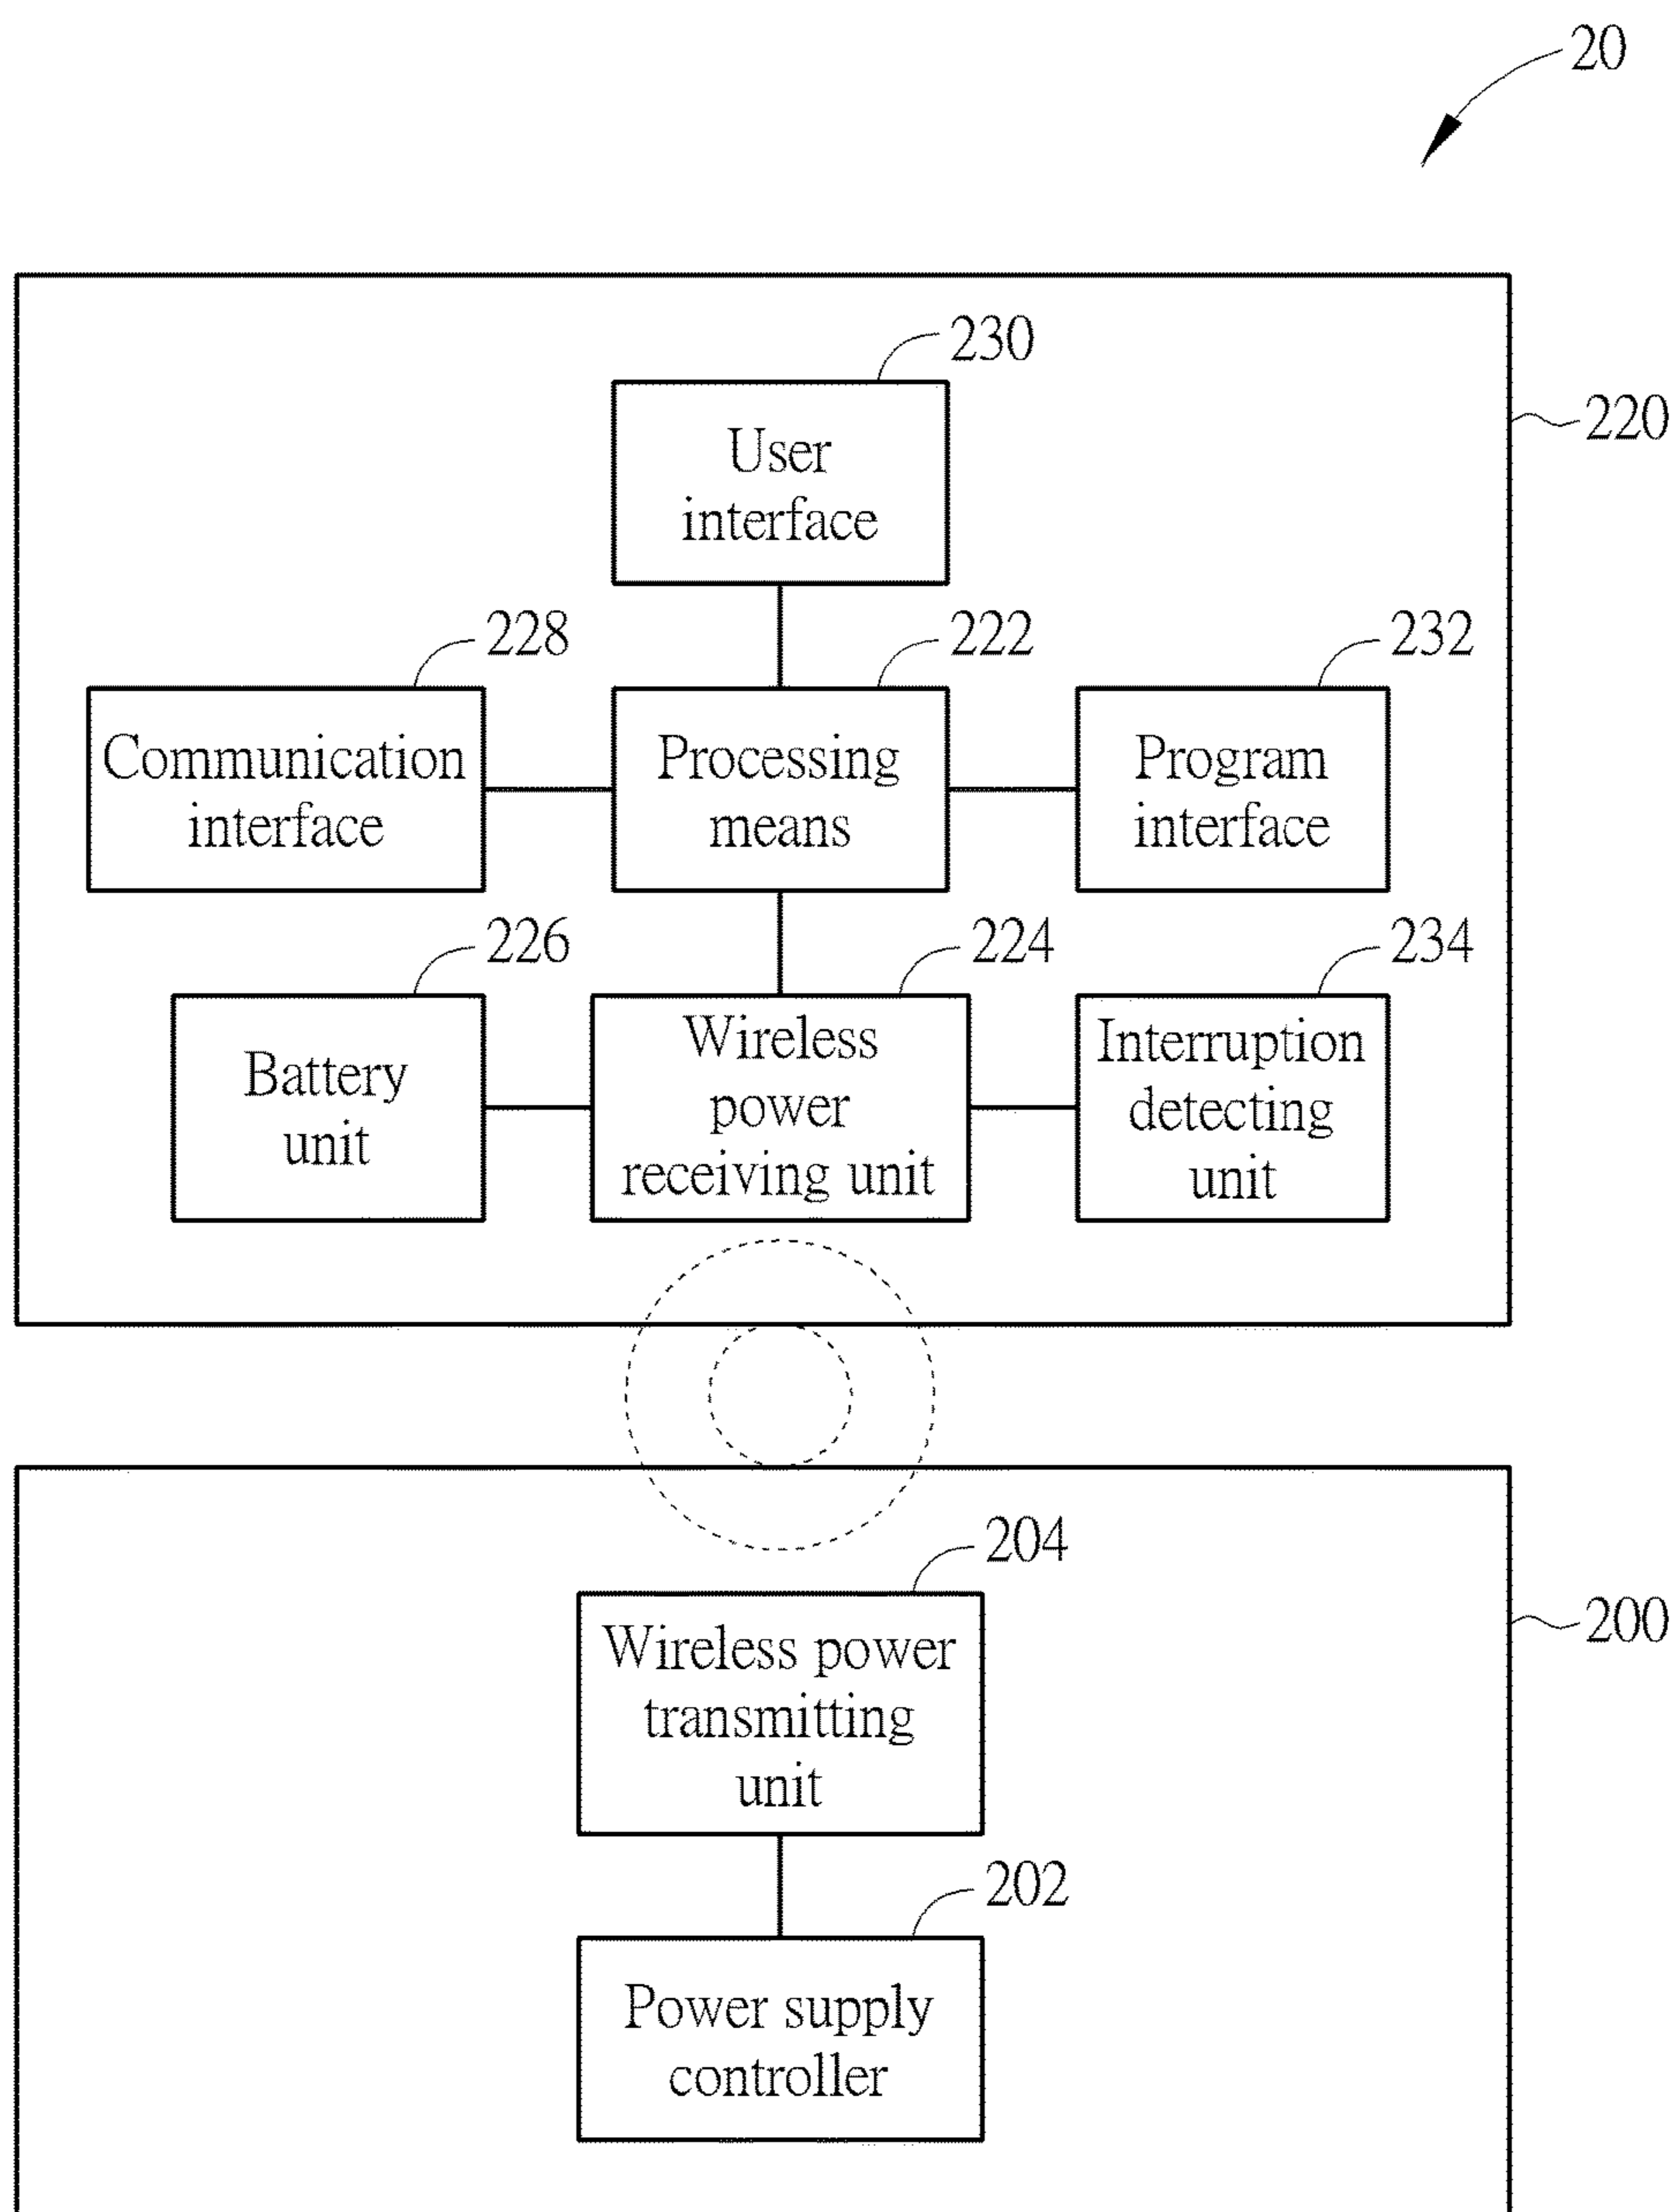 20
220
230
User
interface
228
Communication
interface
222
Processing
means
232
Program
interface
226
Battery
unit
224
Wireless
power
receiving unit
234
Interruption
detecting
unit
200
204
Wireless power
transmitting
unit
202
Power supply
controller